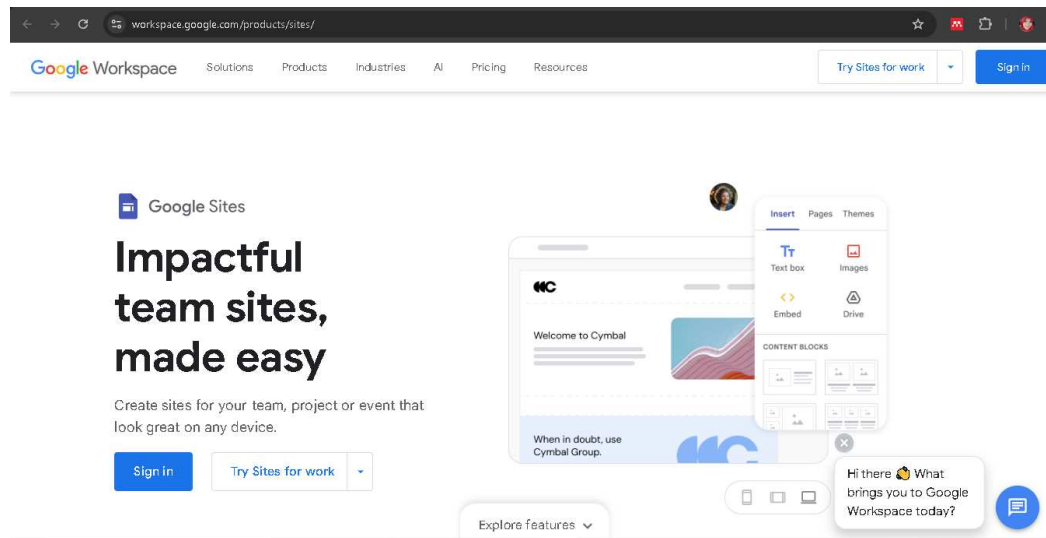 workspace.google.com/products/sites/
Google Workspace Solutions Products Industries AI Pricing Resources Try Sites for work Sign in
Google Sites
Impactful
team sites,
made easy
Create sites for your team, project or event that
look great on any device.
Sign in Try Sites for work
Insert Pages Themes
Text box Images
Embed Drive
CONTENT BLOCKS
Welcome to Cymbal
When in doubt, use
Cymbal Group.
Hi there 👋 What
brings you to Google
Workspace today?
Explore features